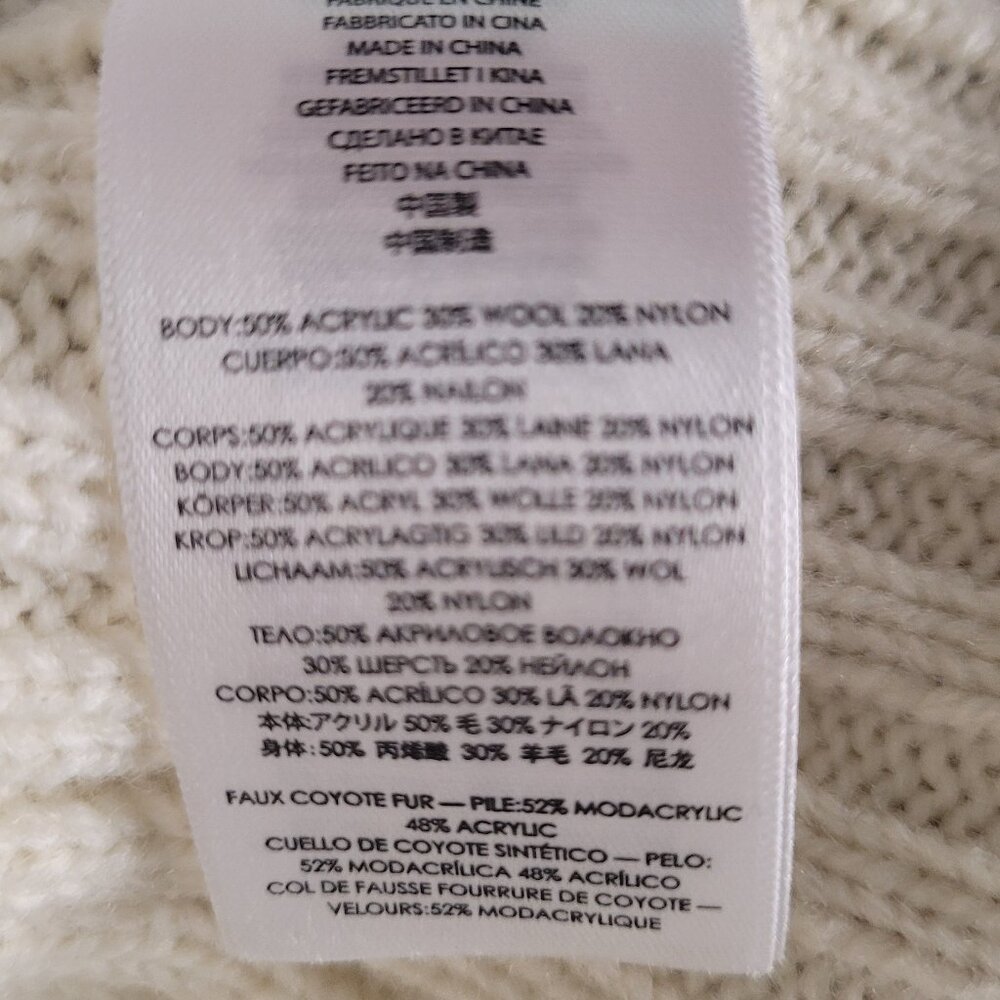 FABRIQUÉ EN CHINE
FABBRICATO IN CINA
MADE IN CHINA
FREMSTILLET I KINA
GEFABRICEERD IN CHINA
СДЕЛАНО В КИТАЕ
FEITO NA CHINA
中国製
中国制造
BODY:50% ACRYLIC 30% WOOL 20% NYLON
CUERPO:50% ACRÍLICO 30% LANA
20% NAILON
CORPS:50% ACRYLIQUE 30% LAINE 20% NYLON
BODY:50% ACRILICO 30% LANA 20% NYLON
KÖRPER:50% ACRYL 30% WOLLE 20% NYLON
KROP:50% ACRYLAGTIG 30% ULD 20% NYLON
LICHAAM:50% ACRYLISCH 30% WOL
20% NYLON
ТЕЛО:50% АКРИЛОВОЕ ВОЛОКНО
30% ШЕРСТЬ 20% НЕЙЛОН
CORPO:50% ACRÍLICO 30% LÃ 20% NYLON
本体:アクリル 50% 毛 30% ナイロン 20%
身体:50% 丙烯酸 30% 羊毛 20% 尼龙
FAUX COYOTE FUR — PILE:52% MODACRYLIC
48% ACRYLIC
CUELLO DE COYOTE SINTÉTICO — PELO:
52% MODACRÍLICA 48% ACRÍLICO
COL DE FAUSSE FOURRURE DE COYOTE —
VELOURS:52% MODACRYLIQUE